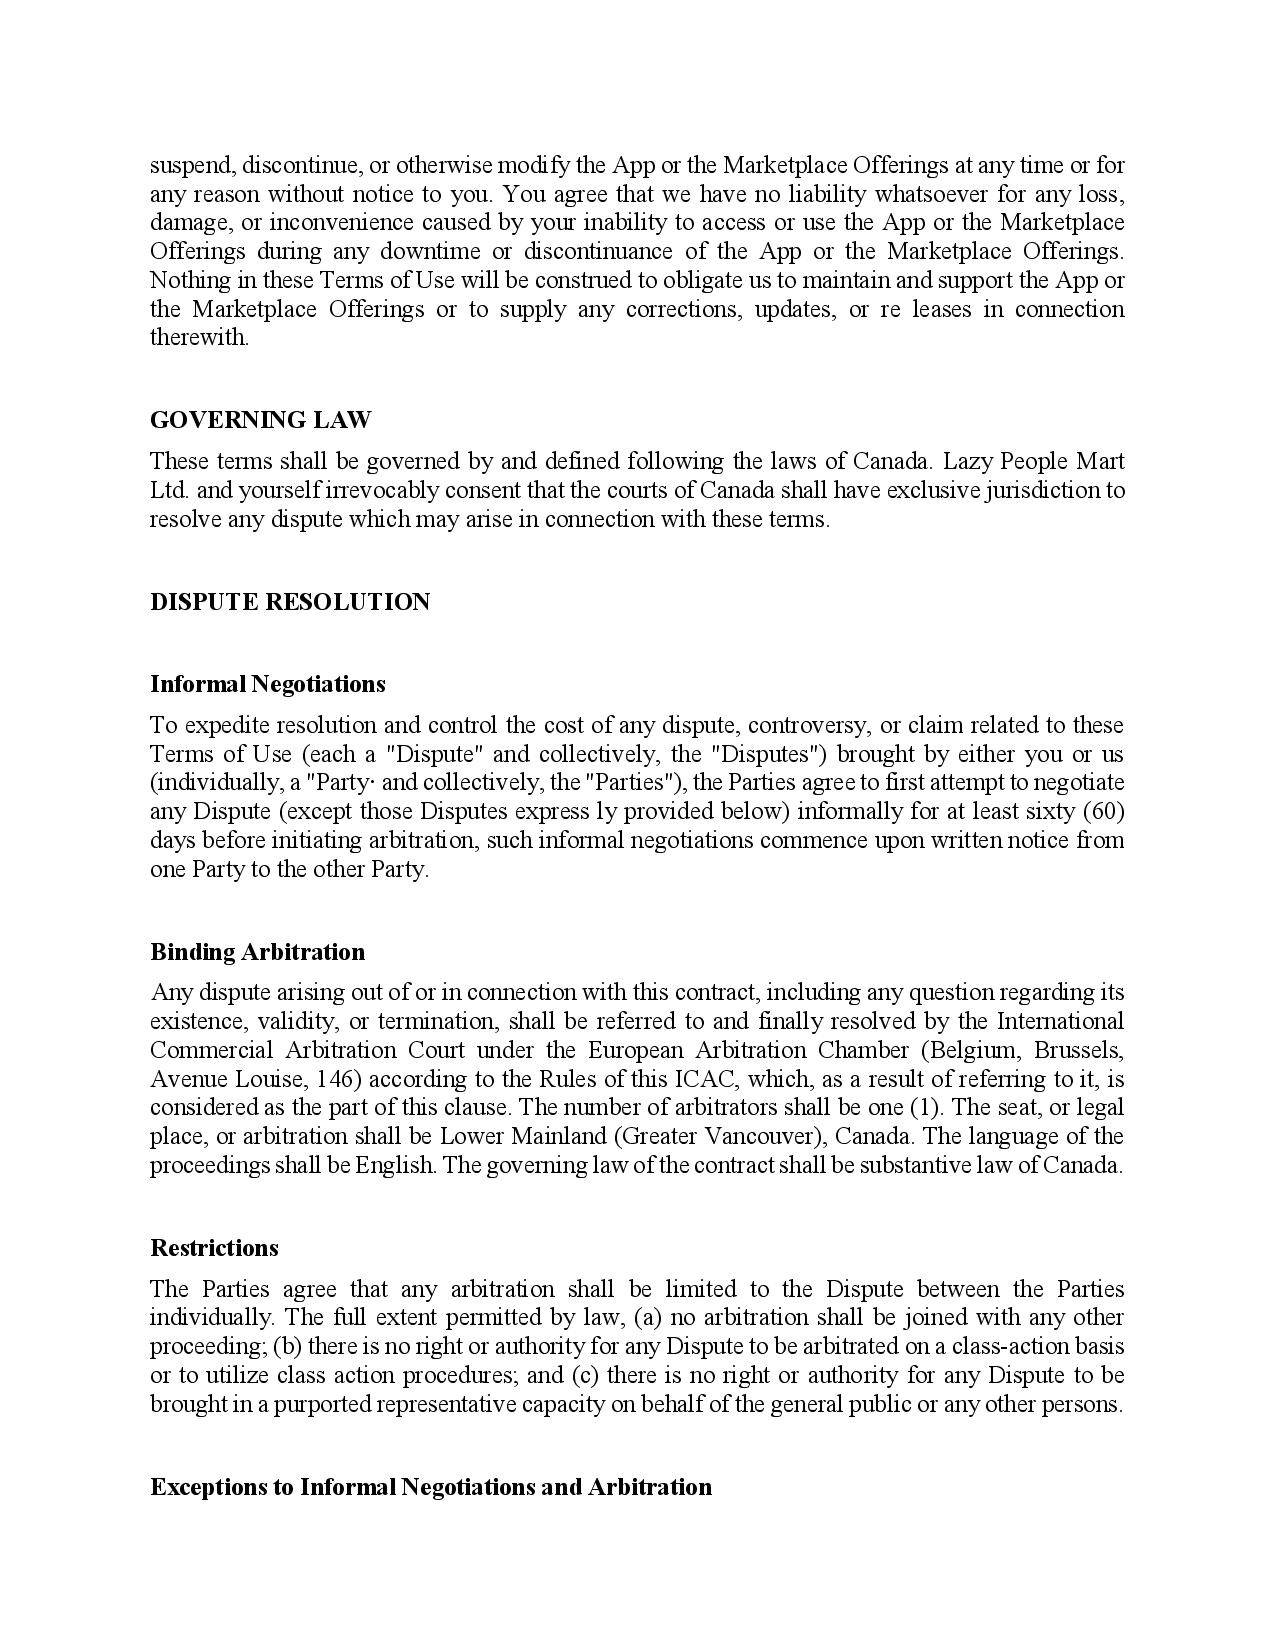 suspend, discontinue, or otherwise modify the App or the Marketplace Offerings at any time or for
any reason without notice to you. You agree that we have no liability whatsoever for any loss,
damage, or inconvenience caused by your inability to access or use the App or the Marketplace
Offerings during any downtime or discontinuance of the App or the Marketplace Offerings.
Nothing in these Terms of Use will be construed to obligate us to maintain and support the App or
the Marketplace Offerings or to supply any corrections, updates, or re leases in connection
therewith.
GOVERNING LAW
These terms shall be governed by and defined following the laws of Canada. Lazy People Mart
Ltd. and yourself irrevocably consent that the courts of Canada shall have exclusive jurisdiction to
resolve any dispute which may arise in connection with these terms.
DISPUTE RESOLUTION
Informal Negotiations
To expedite resolution and control the cost of any dispute, controversy, or claim related to these
Terms of Use (each a "Dispute" and collectively, the "Disputes") brought by either you or us
(individually, a "Party· and collectively, the "Parties"), the Parties agree to first attempt to negotiate
any Dispute (except those Disputes express ly provided below) informally for at least sixty (60)
days before initiating arbitration, such informal negotiations commence upon written notice from
one Party to the other Party.
Binding Arbitration
Any dispute arising out of or in connection with this contract, including any question regarding its
existence, validity, or termination, shall be referred to and finally resolved by the International
Commercial Arbitration Court under the European Arbitration Chamber (Belgium, Brussels,
Avenue Louise, 146) according to the Rules of this ICAC, which, as a result of referring to it, is
considered as the part of this clause. The number of arbitrators shall be one (1). The seat, or legal
place, or arbitration shall be Lower Mainland (Greater Vancouver), Canada. The language of the
proceedings shall be English. The governing law of the contract shall be substantive law of Canada.
Restrictions
The Parties agree that any arbitration shall be limited to the Dispute between the Parties
individually. The full extent permitted by law, (a) no arbitration shall be joined with any other
proceeding; (b) there is no right or authority for any Dispute to be arbitrated on a class-action basis
or to utilize class action procedures; and (c) there is no right or authority for any Dispute to be
brought in a purported representative capacity on behalf of the general public or any other persons.
Exceptions to Informal Negotiations and Arbitration